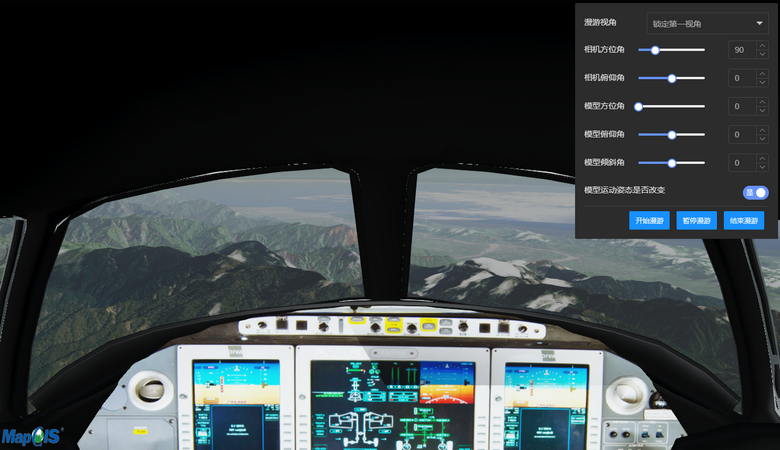 漫游视角 锁定第一视角
相机方位角 90
相机俯仰角 0
模型方位角 0
模型俯仰角 0
模型倾斜角 0
模型运动姿态是否改变 是
开始漫游 暂停漫游 结束漫游
MapGIS